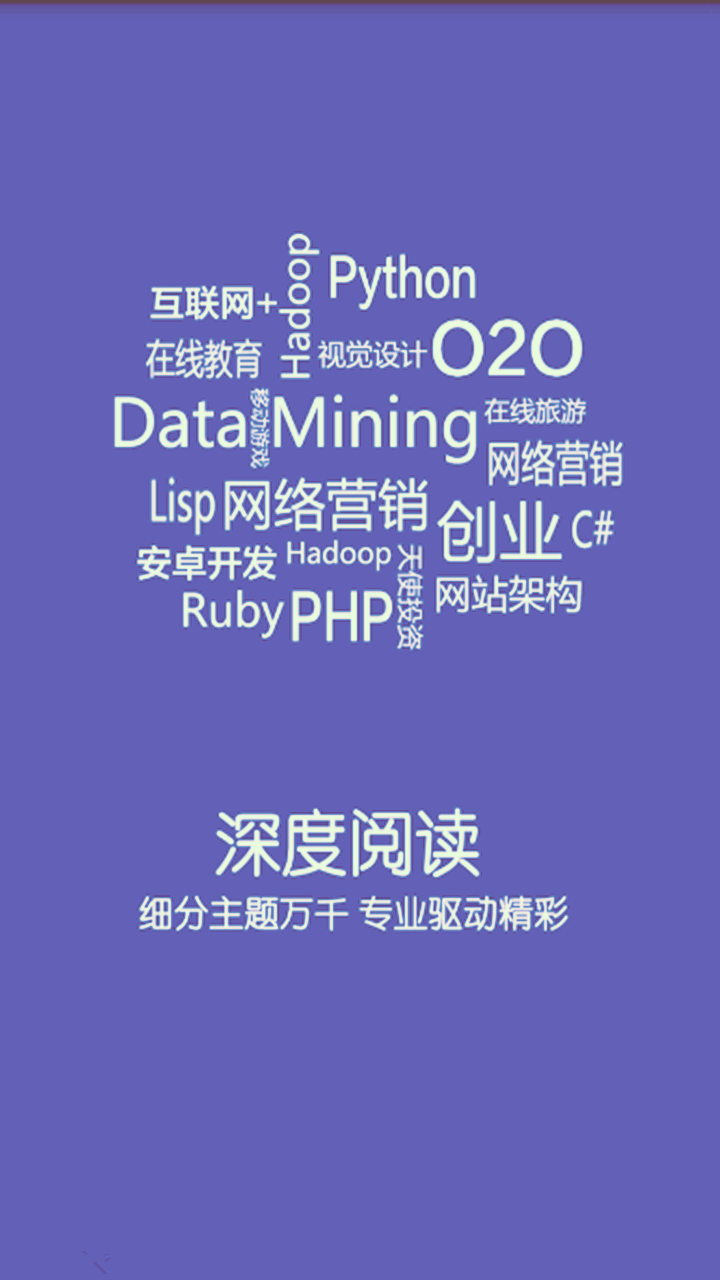 Hadoop
Python
互联网+
在线教育
视觉设计
O2O
Data
移动游戏
Mining
在线旅游
网络营销
Lisp
网络营销
创业
C#
安卓开发
Hadoop
天使投资
网站架构
Ruby
PHP
深度阅读
细分主题万千 专业驱动精彩